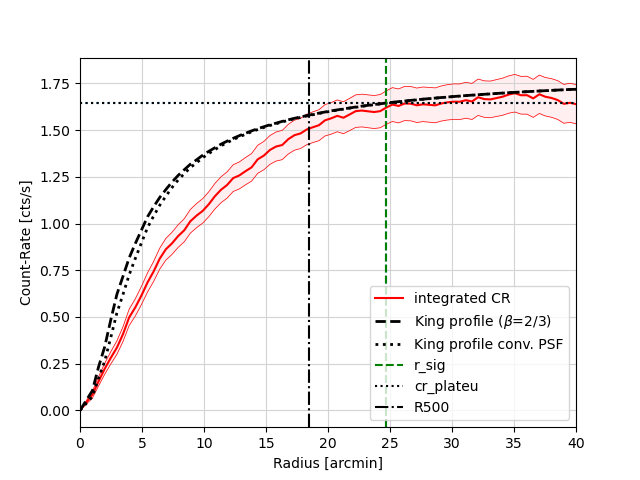 1.75
1.50
1.25
1.00
0.75
0.50
0.25
0.00
Count-Rate [cts/s]
integrated CR
King profile (β=2/3)
King profile conv. PSF
r_sig
cr_plateu
R500
0 5 10 15 20 25 30 35 40
Radius [arcmin]